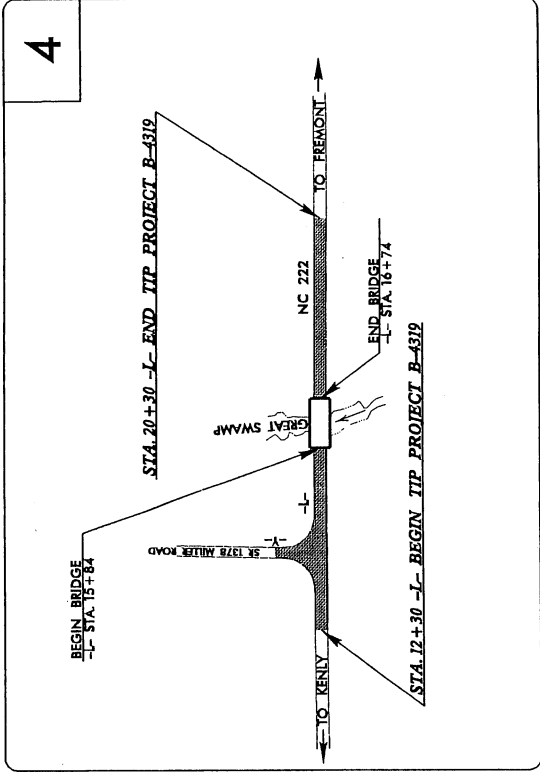 4
STA. 20+30 -L- END TIP PROJECT B-4319
TO FREMONT
NC 222
END BRIDGE
-L- STA. 16+74
GREAT SWAMP
BEGIN BRIDGE
-L- STA. 15+84
-L-
-Y-
SR 1378 MILLER ROAD
TO KENLY
STA. 12+30 -L- BEGIN TIP PROJECT B-4319